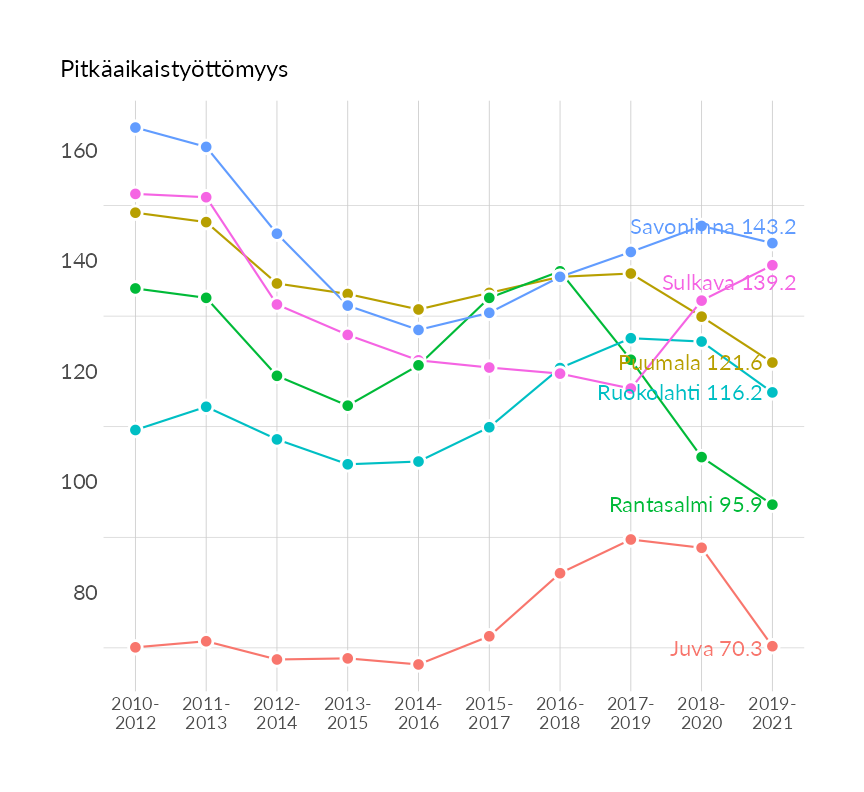 Pitkäaikaistyöttömyys
160
140
120
100
80
Savonlinna 143.2
Sulkava 139.2
Puumala 121.6
Ruokolahti 116.2
Rantasalmi 95.9
Juva 70.3
2010- 2011- 2012- 2013- 2014- 2015- 2016- 2017- 2018- 2019-
2012 2013 2014 2015 2016 2017 2018 2019 2020 2021